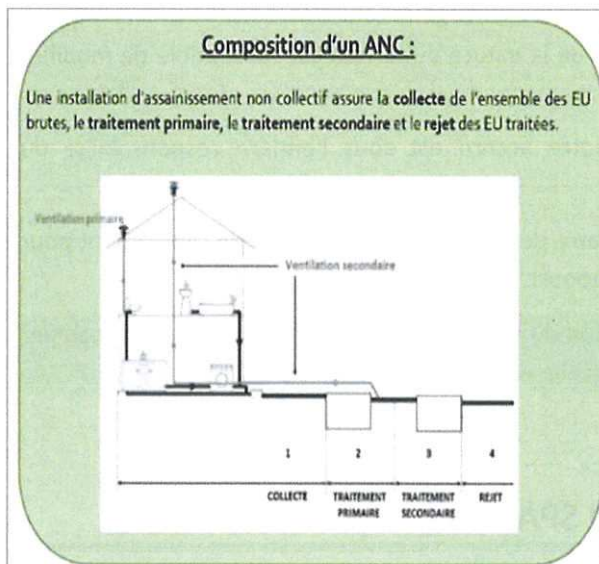 Composition d'un ANC :
Une installation d'assainissement non collectif assure la collecte de l'ensemble des EU
brutes, le traitement primaire, le traitement secondaire et le rejet des EU traitées.
Ventilation primaire
Ventilation secondaire
1 2 3 4
COLLECTE TRAITEMENT PRIMAIRE TRAITEMENT SECONDAIRE REJET